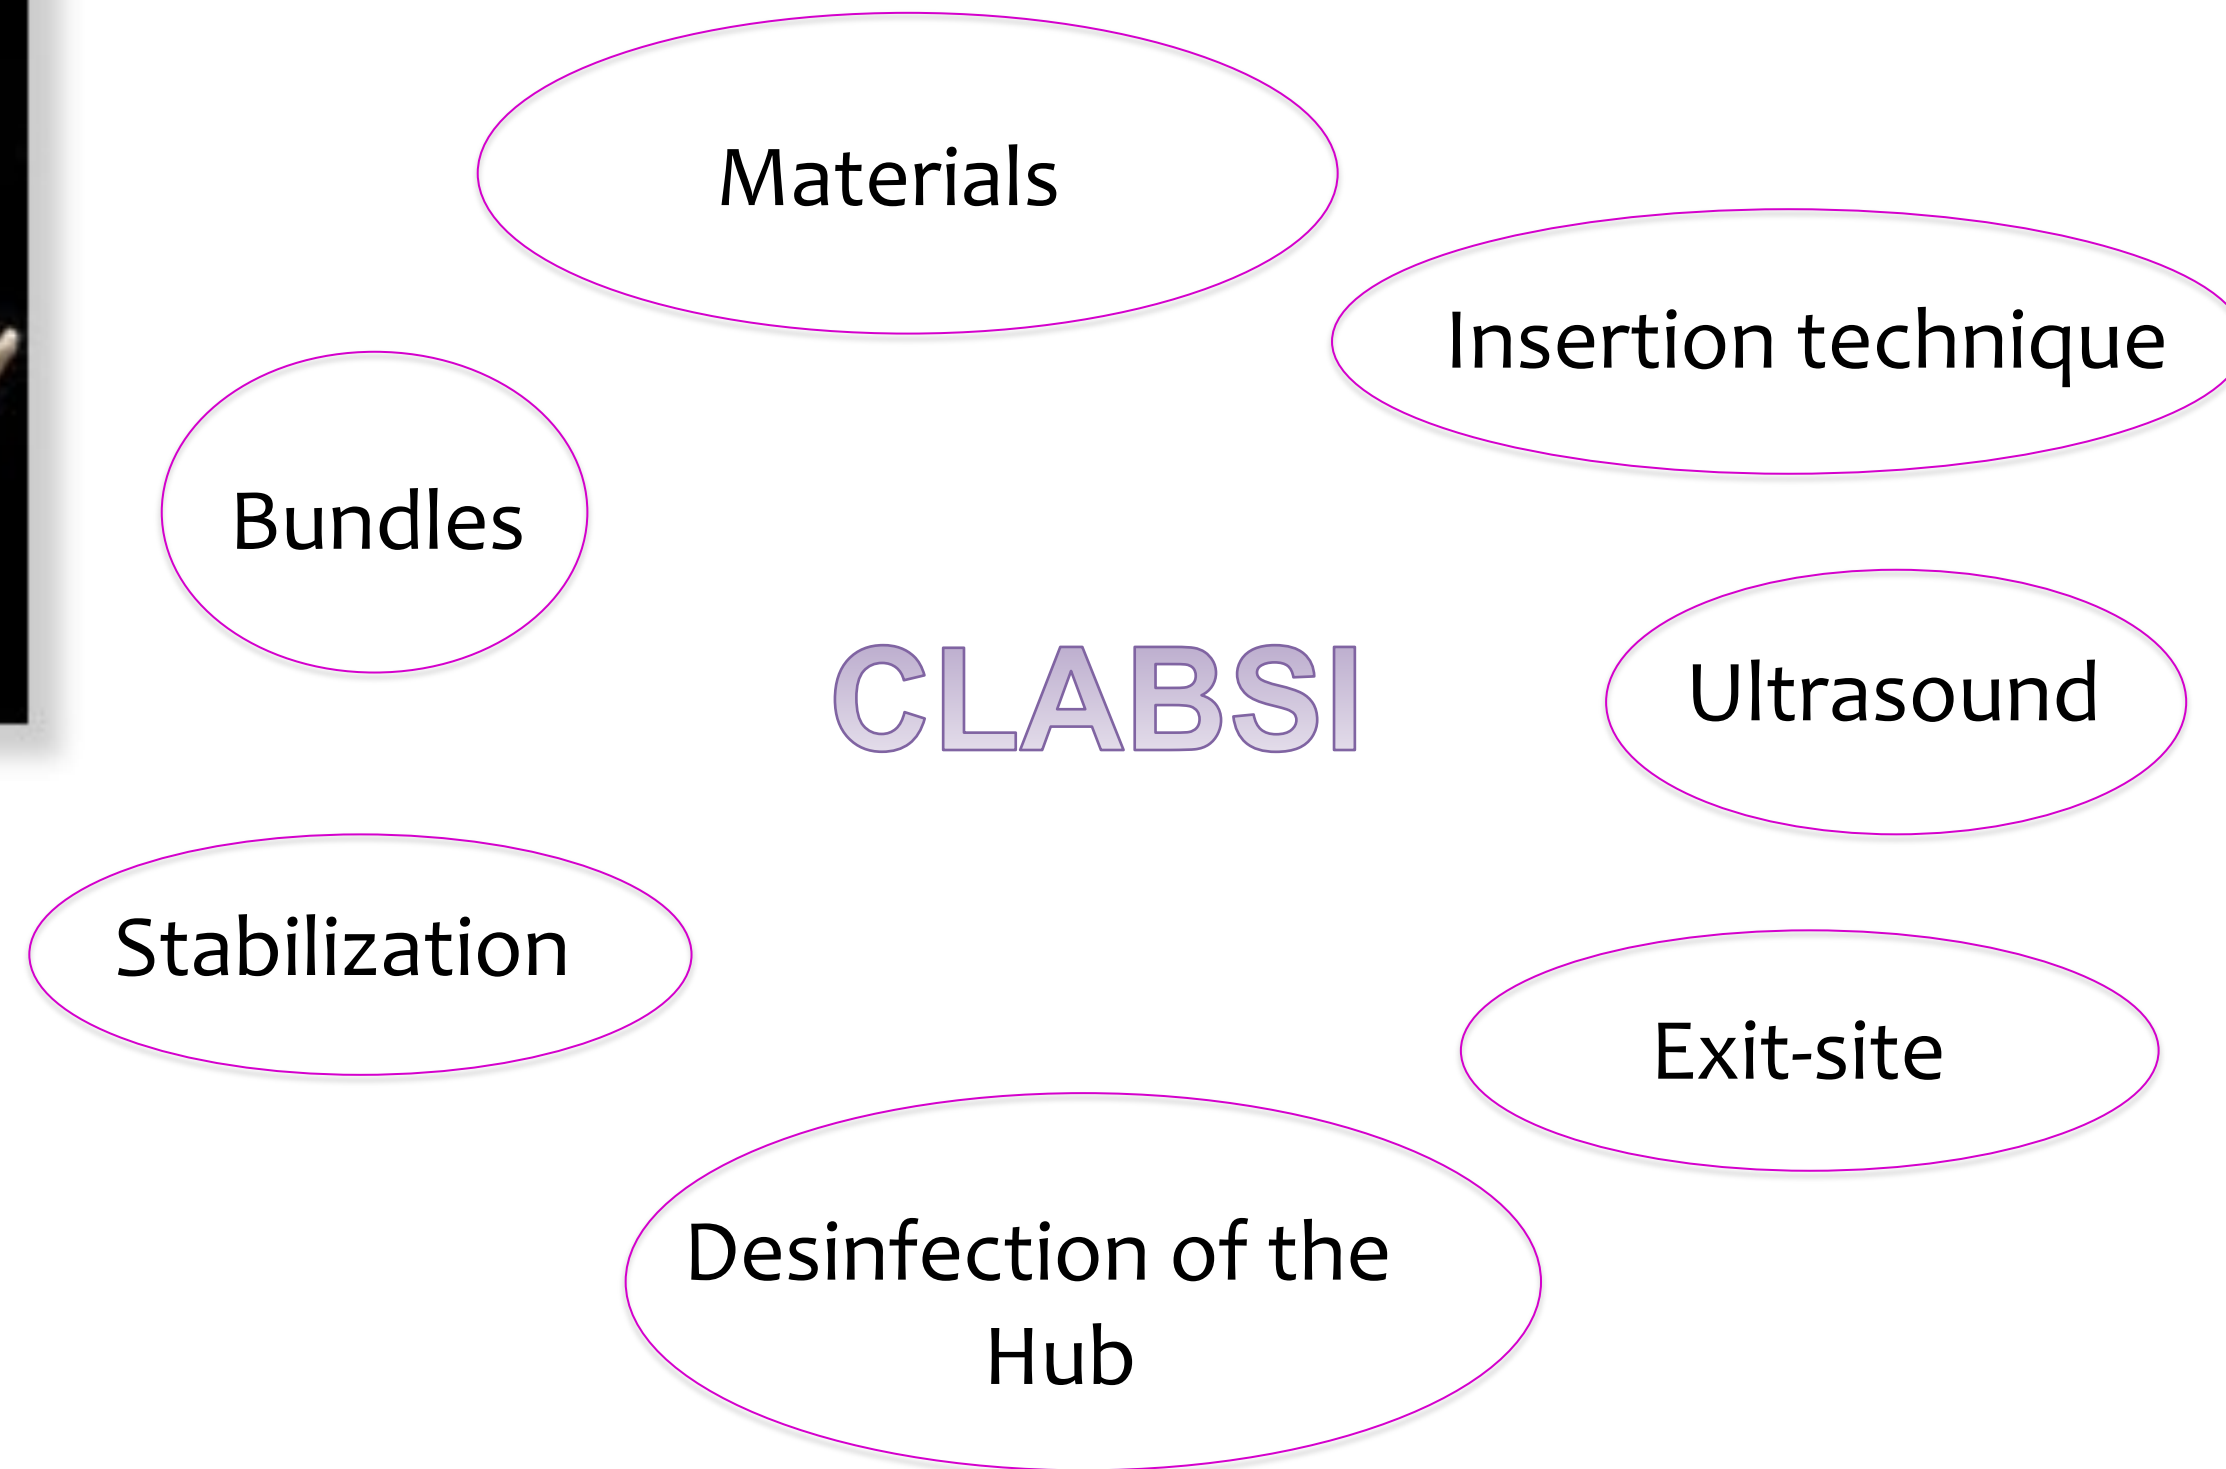 Materials
Insertion technique
Bundles
CLABSI
Ultrasound
Stabilization
Exit-site
Desinfection of the
Hub